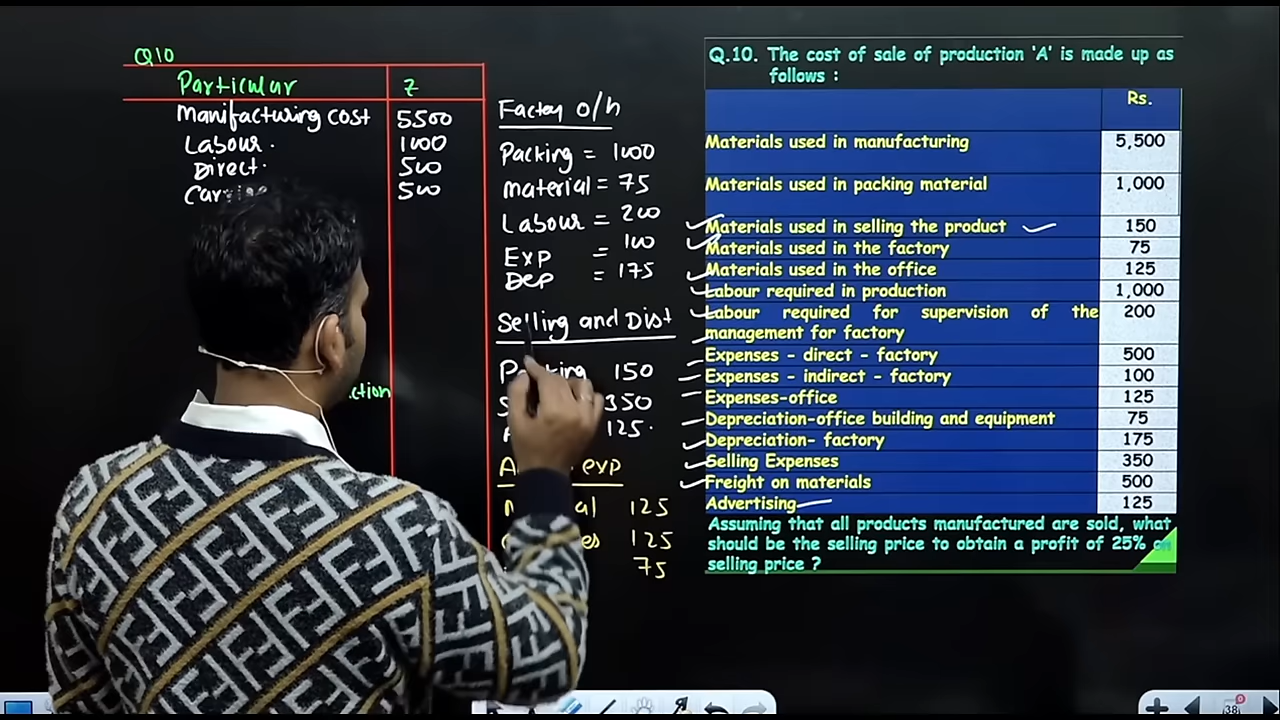 Q10
Particular ₹
Manifacturing cost 5500
Labour. 1000
Direct. 500
500
ction
Factory O/h
Packing = 1000
Material = 75
Labour = 200
Exp = 100
Dep = 175
Selling and Dist
150
350
125.
exp
125
125
75
Q.10. The cost of sale of production 'A' is made up as
follows :
Rs.
Materials used in manufacturing 5,500
Materials used in packing material 1,000
Materials used in selling the product 150
Materials used in the factory 75
Materials used in the office 125
Labour required in production 1,000
Labour required for supervision of the 200
management for factory
Expenses - direct - factory 500
Expenses - indirect - factory 100
Expenses-office 125
Depreciation-office building and equipment 75
Depreciation- factory 175
Selling Expenses 350
Freight on materials 500
Advertising 125
Assuming that all products manufactured are sold, what
should be the selling price to obtain a profit of 25% on
selling price ?
38